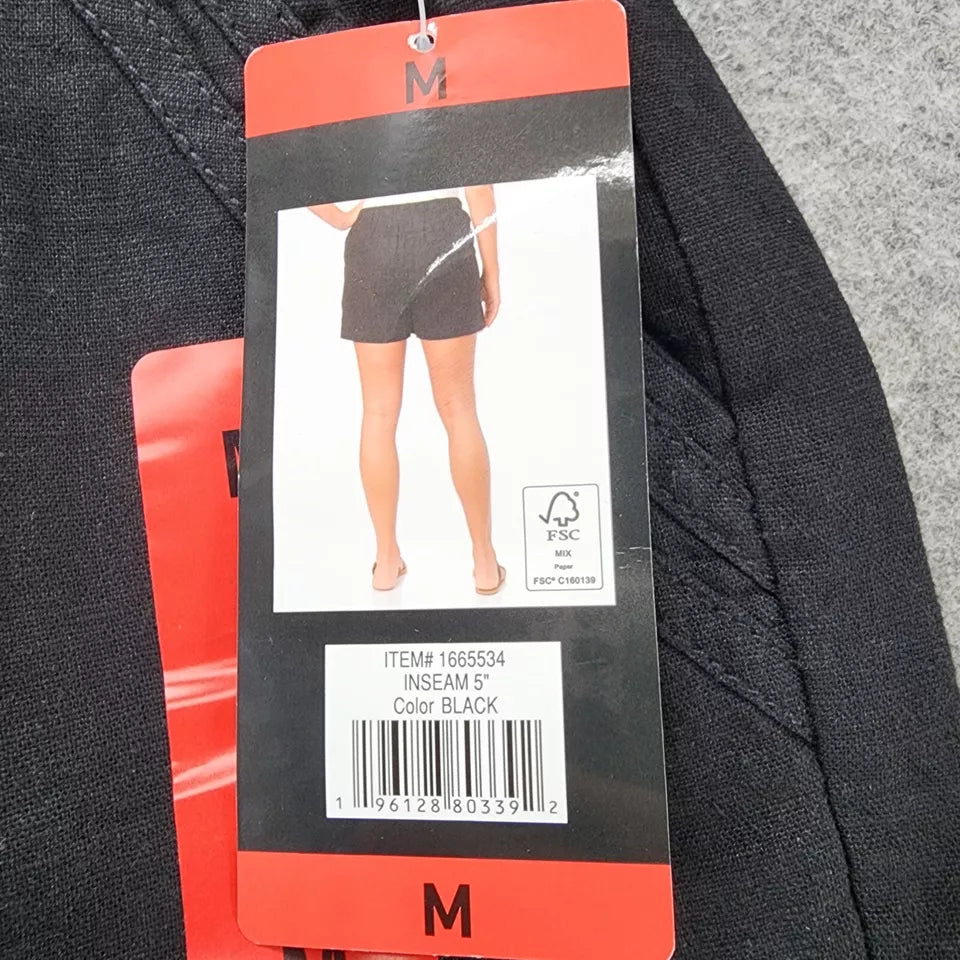 M
FSC
MIX
Paper
FSC® C160139
ITEM# 1665534
INSEAM 5"
Color BLACK
1 96128 80339 2
M